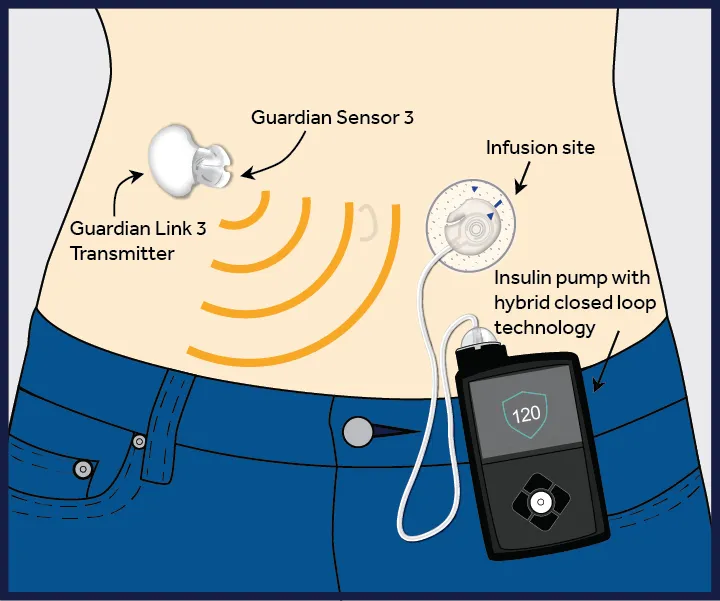 Guardian Sensor 3
Infusion site
Guardian Link 3
Transmitter
Insulin pump with
hybrid closed loop
technology
120